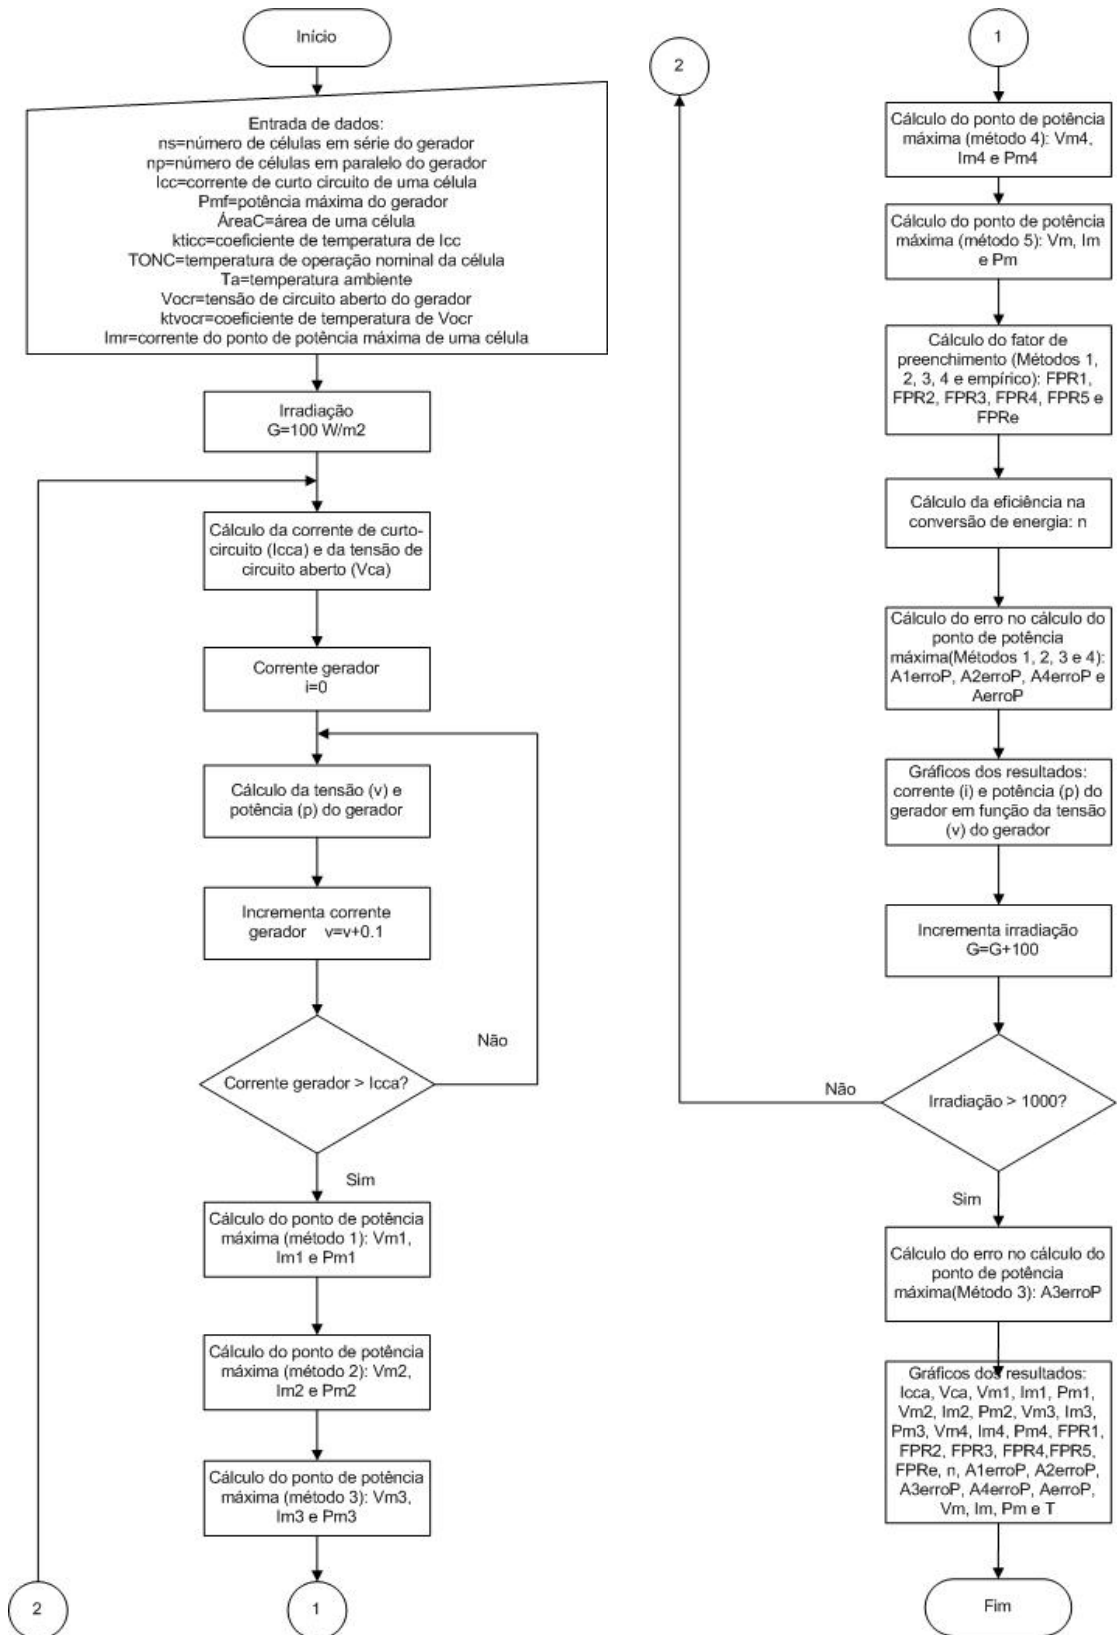 Início
Entrada de dados:
ns=número de células em série do gerador
np=número de células em paralelo do gerador
Icc=corrente de curto circuito de uma célula
Pmf=potência máxima do gerador
ÁreaC=área de uma célula
kticc=coeficiente de temperatura de Icc
TONC=temperatura de operação nominal da célula
Ta=temperatura ambiente
Vocr=tensão de circuito aberto do gerador
ktvocr=coeficiente de temperatura de Vocr
Imr=corrente do ponto de potência máxima de uma célula
Irradiação
G=100 W/m2
Cálculo da corrente de curto-
circuito (Icca) e da tensão de
circuito aberto (Vca)
Corrente gerador
i=0
Cálculo da tensão (v) e
potência (p) do gerador
Incrementa corrente
gerador v=v+0.1
Não
Corrente gerador > Icca?
Sim
Cálculo do ponto de potência
máxima (método 1): Vm1,
Im1 e Pm1
Cálculo do ponto de potência
máxima (método 2): Vm2,
Im2 e Pm2
Cálculo do ponto de potência
máxima (método 3): Vm3,
Im3 e Pm3
2
1
2
1
Cálculo do ponto de potência
máxima (método 4): Vm4,
Im4 e Pm4
Cálculo do ponto de potência
máxima (método 5): Vm, Im
e Pm
Cálculo do fator de
preenchimento (Métodos 1,
2, 3, 4 e empírico): FPR1,
FPR2, FPR3, FPR4, FPR5 e
FPRe
Cálculo da eficiência na
conversão de energia: n
Cálculo do erro no cálculo do
ponto de potência
máxima(Métodos 1, 2, 3 e 4):
A1erroP, A2erroP, A4erroP e
AerroP
Gráficos dos resultados:
corrente (i) e potência (p) do
gerador em função da tensão
(v) do gerador
Incrementa irradiação
G=G+100
Não
Irradiação > 1000?
Sim
Cálculo do erro no cálculo do
ponto de potência
máxima(Método 3): A3erroP
Gráficos dos resultados:
Icca, Vca, Vm1, Im1, Pm1,
Vm2, Im2, Pm2, Vm3, Im3,
Pm3, Vm4, Im4, Pm4, FPR1,
FPR2, FPR3, FPR4,FPR5,
FPRe, n, A1erroP, A2erroP,
A3erroP, A4erroP, AerroP,
Vm, Im, Pm e T
Fim